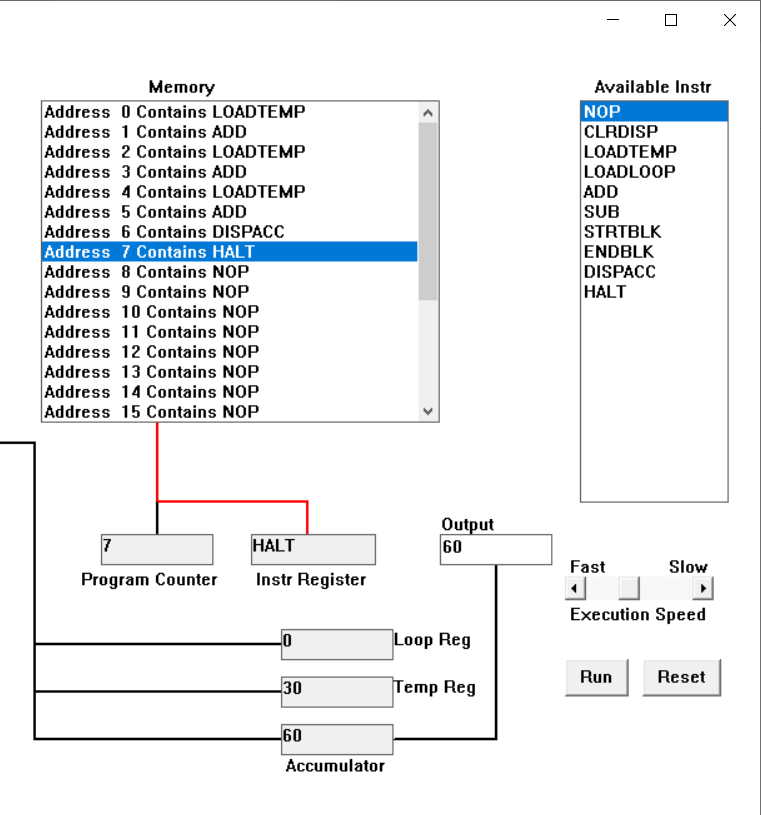 Memory
Address 0 Contains LOADTEMP
Address 1 Contains ADD
Address 2 Contains LOADTEMP
Address 3 Contains ADD
Address 4 Contains LOADTEMP
Address 5 Contains ADD
Address 6 Contains DISPACC
Address 7 Contains HALT
Address 8 Contains NOP
Address 9 Contains NOP
Address 10 Contains NOP
Address 11 Contains NOP
Address 12 Contains NOP
Address 13 Contains NOP
Address 14 Contains NOP
Address 15 Contains NOP
Available Instr
NOP
CLRDISP
LOADTEMP
LOADLOOP
ADD
SUB
STRTBLK
ENDBLK
DISPACC
HALT
7
Program Counter
HALT
Instr Register
Output
60
Fast Slow
Execution Speed
0 Loop Reg
30 Temp Reg
60
Accumulator
Run Reset